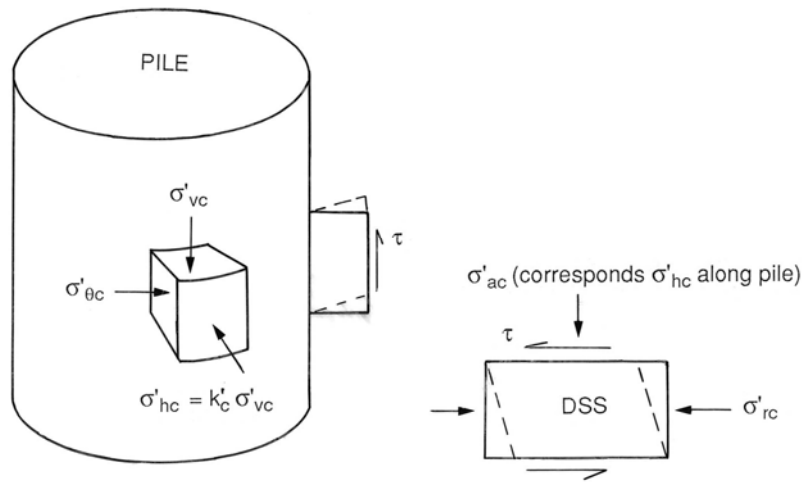 PILE
σ'vc
σ'θc
τ
σ'hc = k'c σ'vc
σ'ac (corresponds σ'hc along pile)
τ
DSS
σ'rc